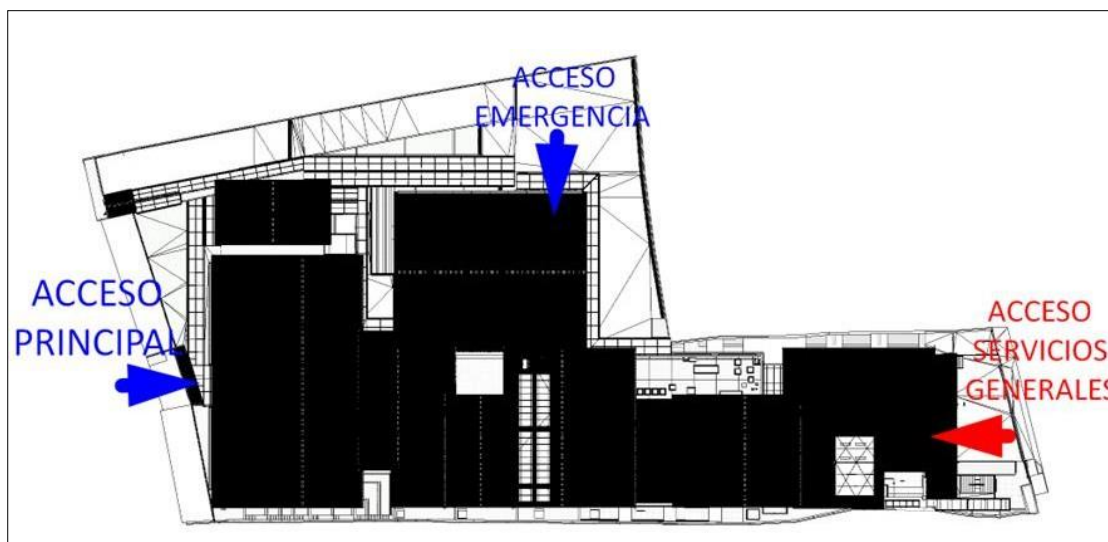 ACCESO
EMERGENCIA
ACCESO
PRINCIPAL
ACCESO
SERVICIOS
GENERALES